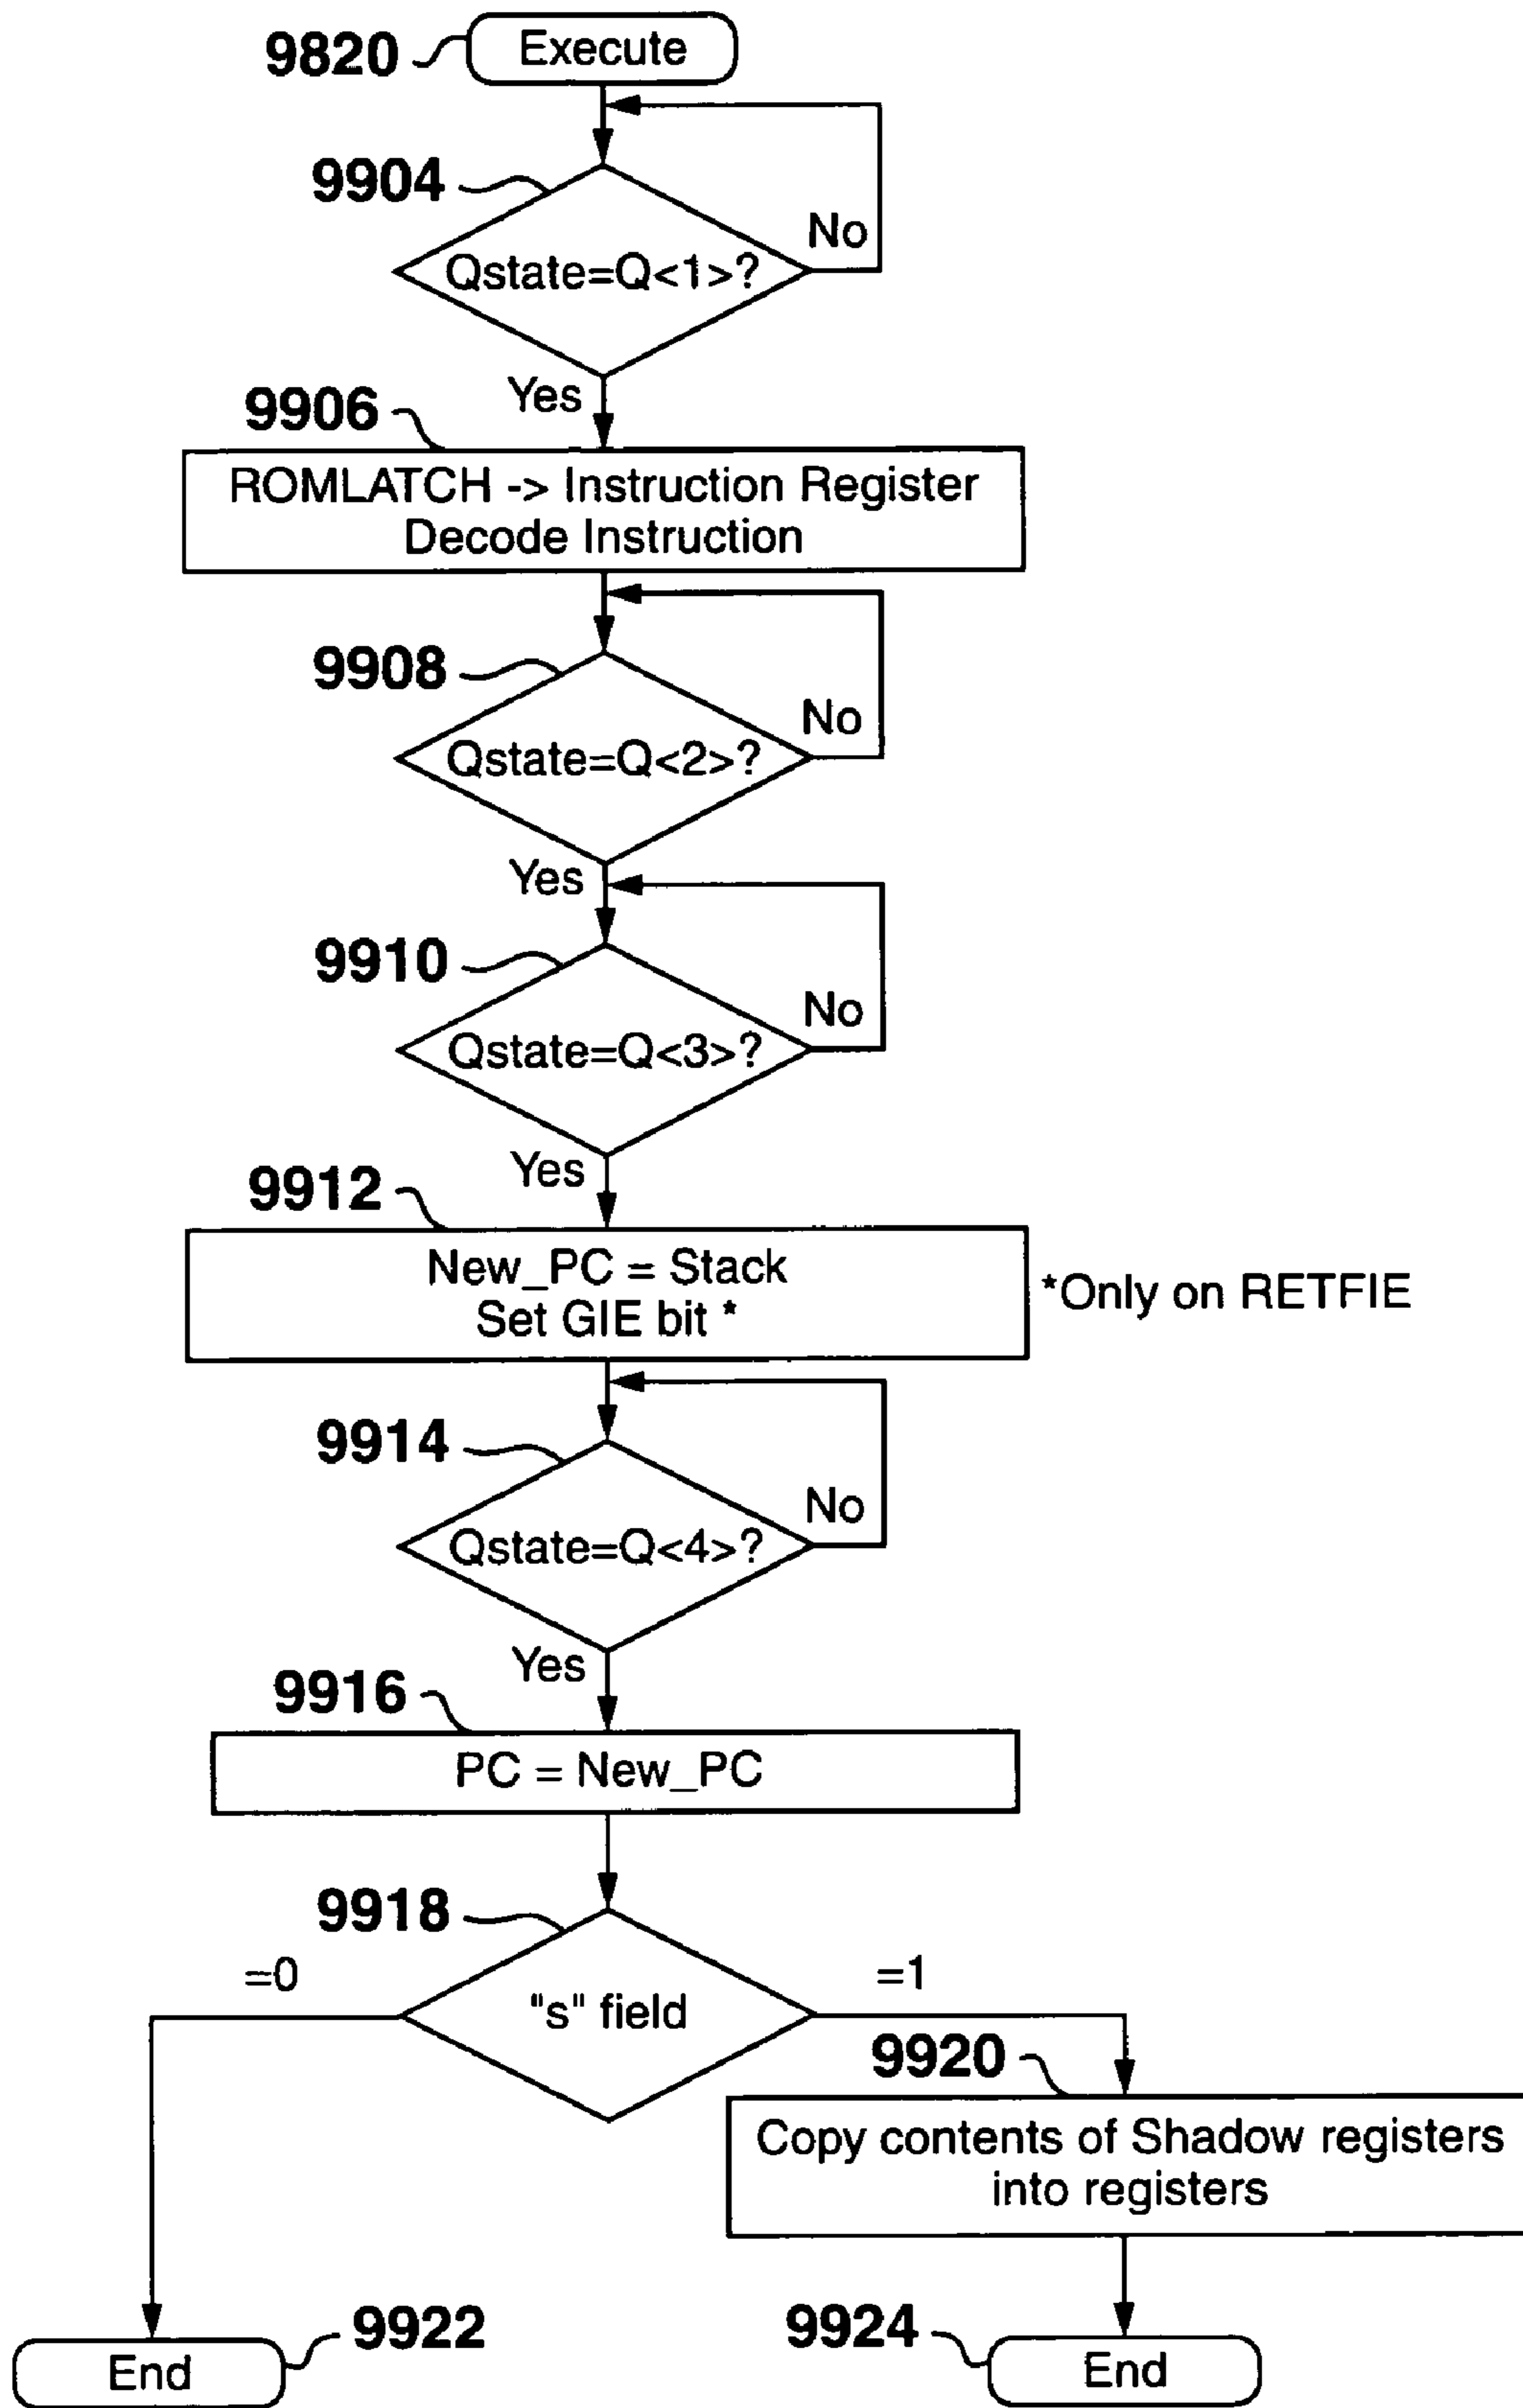 9820
Execute
9904
No
Qstate=Q<1>?
Yes
9906
ROMLATCH -> Instruction Register
Decode Instruction
9908
No
Qstate=Q<2>?
Yes
9910
No
Qstate=Q<3>?
Yes
9912
New_PC = Stack
Set GIE bit *
*Only on RETFIE
9914
No
Qstate=Q<4>?
Yes
9916
PC = New_PC
9918
=0
"s" field
=1
9920
Copy contents of Shadow registers
into registers
9922
End
9924
End